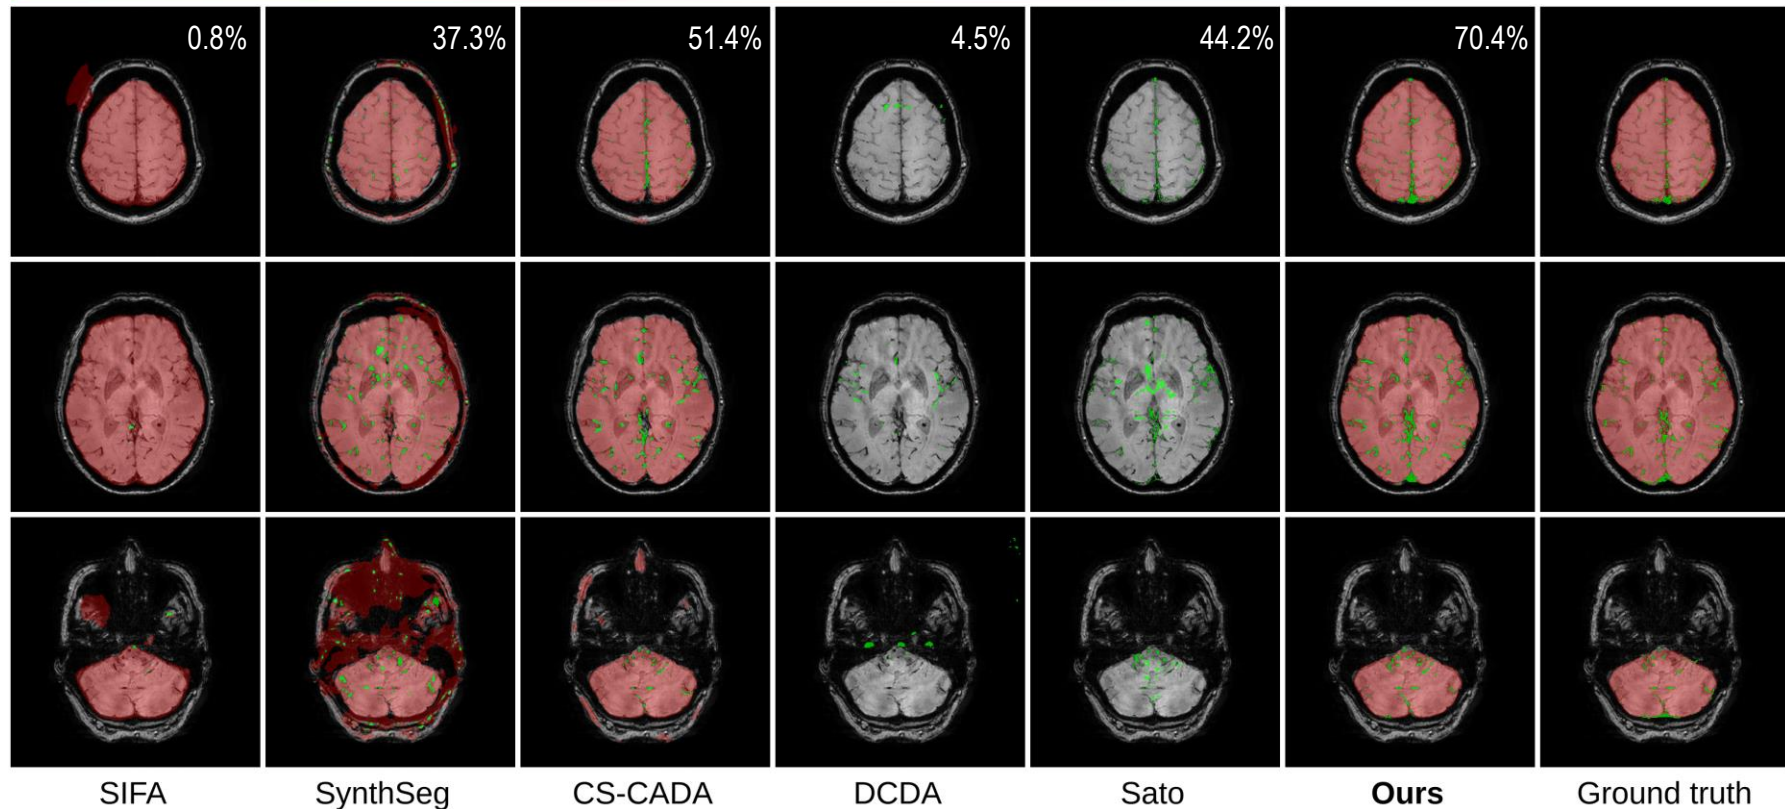 0.8% 37.3% 51.4% 4.5% 44.2% 70.4%
SIFA SynthSeg CS-CADA DCDA Sato Ours Ground truth